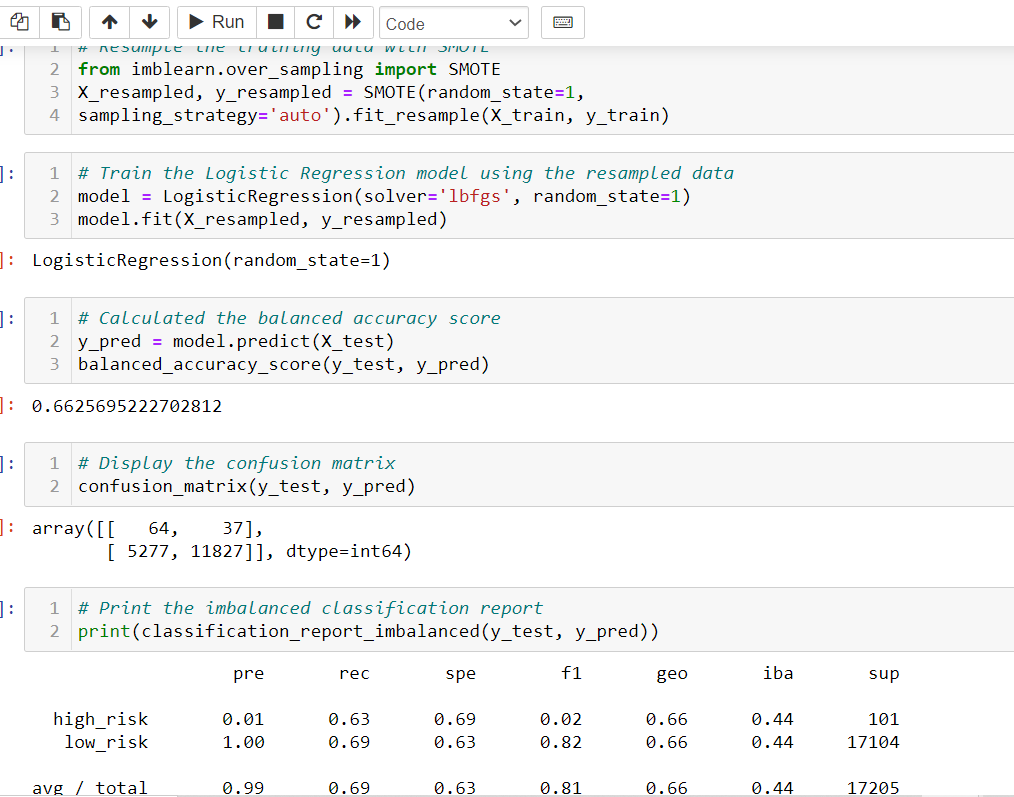 Run Code
]: 1 # Resample the training data with SMOTE
2 from imblearn.over_sampling import SMOTE
3 X_resampled, y_resampled = SMOTE(random_state=1,
4 sampling_strategy='auto').fit_resample(X_train, y_train)
]: 1 # Train the Logistic Regression model using the resampled data
2 model = LogisticRegression(solver='lbfgs', random_state=1)
3 model.fit(X_resampled, y_resampled)
]: LogisticRegression(random_state=1)
]: 1 # Calculated the balanced accuracy score
2 y_pred = model.predict(X_test)
3 balanced_accuracy_score(y_test, y_pred)
]: 0.6625695222702812
]: 1 # Display the confusion matrix
2 confusion_matrix(y_test, y_pred)
]: array([[   64,    37],
       [ 5277, 11827]], dtype=int64)
]: 1 # Print the imbalanced classification report
2 print(classification_report_imbalanced(y_test, y_pred))
pre rec spe f1 geo iba sup
high_risk 0.01 0.63 0.69 0.02 0.66 0.44 101
low_risk 1.00 0.69 0.63 0.82 0.66 0.44 17104
avg / total 0.99 0.69 0.63 0.81 0.66 0.44 17205